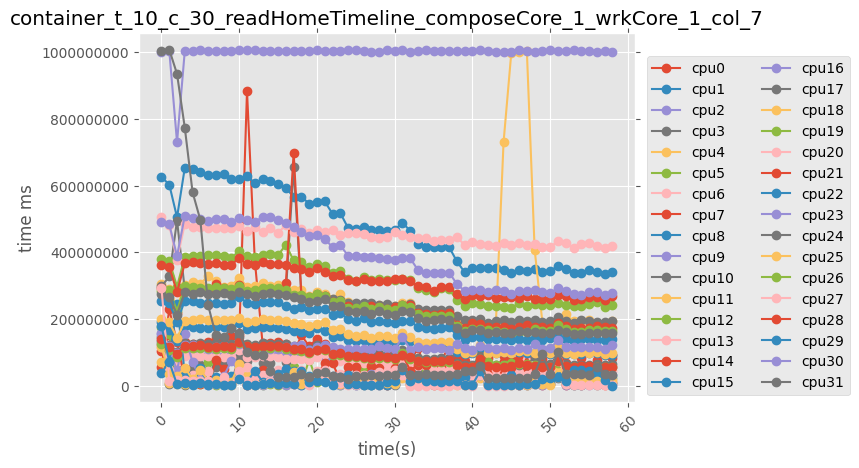 container_t_10_c_30_readHomeTimeline_composeCore_1_wrkCore_1_col_7
1000000000
800000000
600000000
400000000
200000000
0
time ms
0
10
20
30
40
50
60
time(s)
cpu0
cpu1
cpu2
cpu3
cpu4
cpu5
cpu6
cpu7
cpu8
cpu9
cpu10
cpu11
cpu12
cpu13
cpu14
cpu15
cpu16
cpu17
cpu18
cpu19
cpu20
cpu21
cpu22
cpu23
cpu24
cpu25
cpu26
cpu27
cpu28
cpu29
cpu30
cpu31